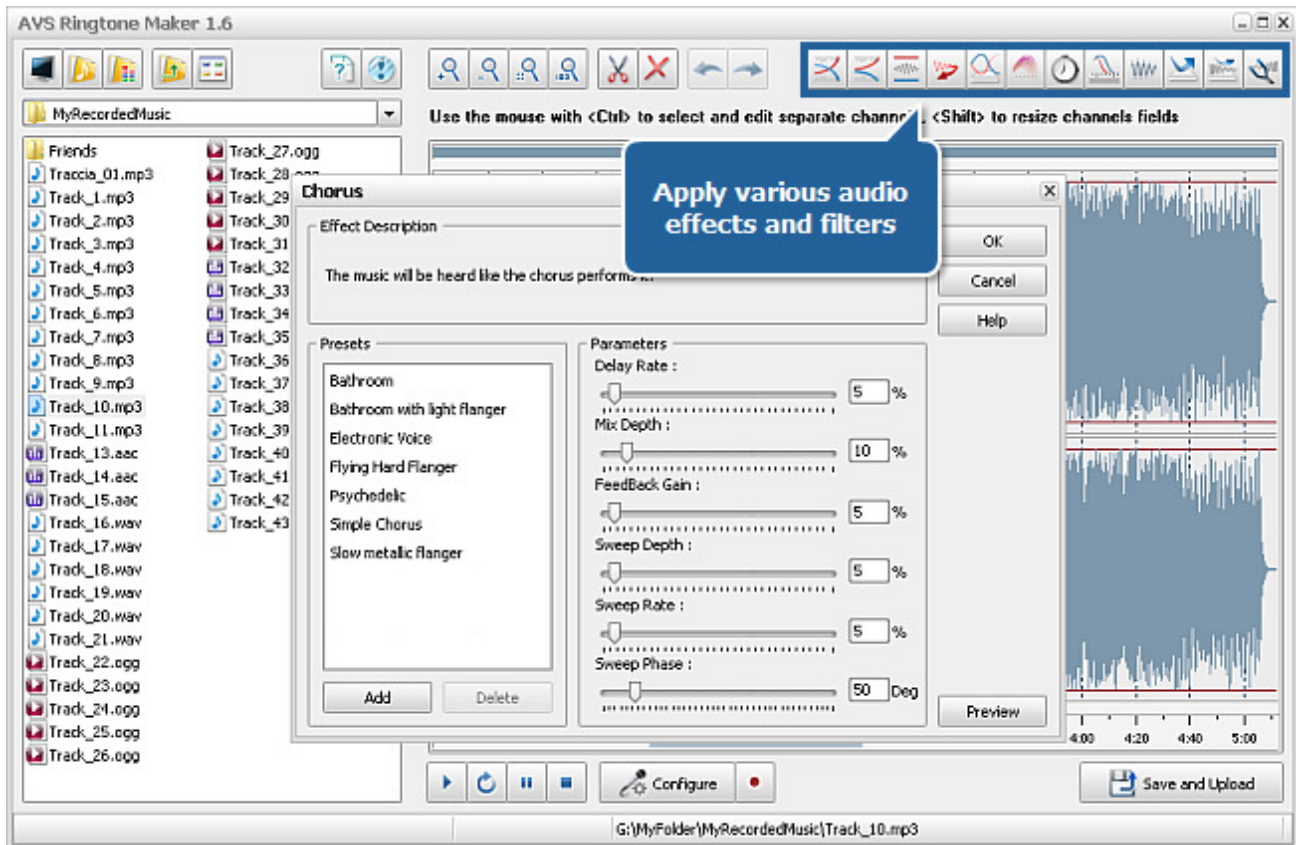 AVS Ringtone Maker 1.6
MyRecordedMusic
Use the mouse with <Ctrl> to select and edit separate channels, <Shift> to resize channels fields
Apply various audio
effects and filters
Friends
Traccia_01.mp3
Track_1.mp3
Track_2.mp3
Track_3.mp3
Track_4.mp3
Track_5.mp3
Track_6.mp3
Track_7.mp3
Track_8.mp3
Track_9.mp3
Track_10.mp3
Track_11.mp3
Track_13.aac
Track_14.aac
Track_15.aac
Track_16.wav
Track_17.wav
Track_18.wav
Track_19.wav
Track_20.wav
Track_21.wav
Track_22.ogg
Track_23.ogg
Track_24.ogg
Track_25.ogg
Track_26.ogg
Track_27.ogg
Track_28.ogg
Track_29
Track_30
Track_31
Track_32
Track_33
Track_34
Track_35
Track_36
Track_37
Track_38
Track_39
Track_40
Track_41
Track_42
Track_43
Chorus
Effect Description
The music will be heard like the chorus performs it.
OK
Cancel
Help
Presets
Bathroom
Bathroom with light flanger
Electronic Voice
Flying Hard Flanger
Psychedelic
Simple Chorus
Slow metallic flanger
Add
Delete
Parameters
Delay Rate :
5 %
Mix Depth :
10 %
FeedBack Gain :
5 %
Sweep Depth :
5 %
Sweep Rate :
5 %
Sweep Phase :
50 Deg
Preview
4:00 4:20 4:40 5:00
Configure
Save and Upload
G:\MyFolder\MyRecordedMusic\Track_10.mp3